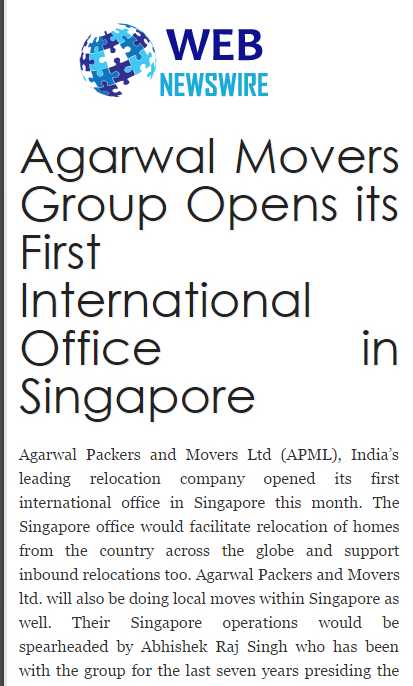 WEB
NEWSWIRE
Agarwal Movers
Group Opens its
First
International
Office in
Singapore
Agarwal Packers and Movers Ltd (APML), India’s
leading relocation company opened its first
international office in Singapore this month. The
Singapore office would facilitate relocation of homes
from the country across the globe and support
inbound relocations too. Agarwal Packers and Movers
ltd. will also be doing local moves within Singapore as
well. Their Singapore operations would be
spearheaded by Abhishek Raj Singh who has been
with the group for the last seven years presiding the